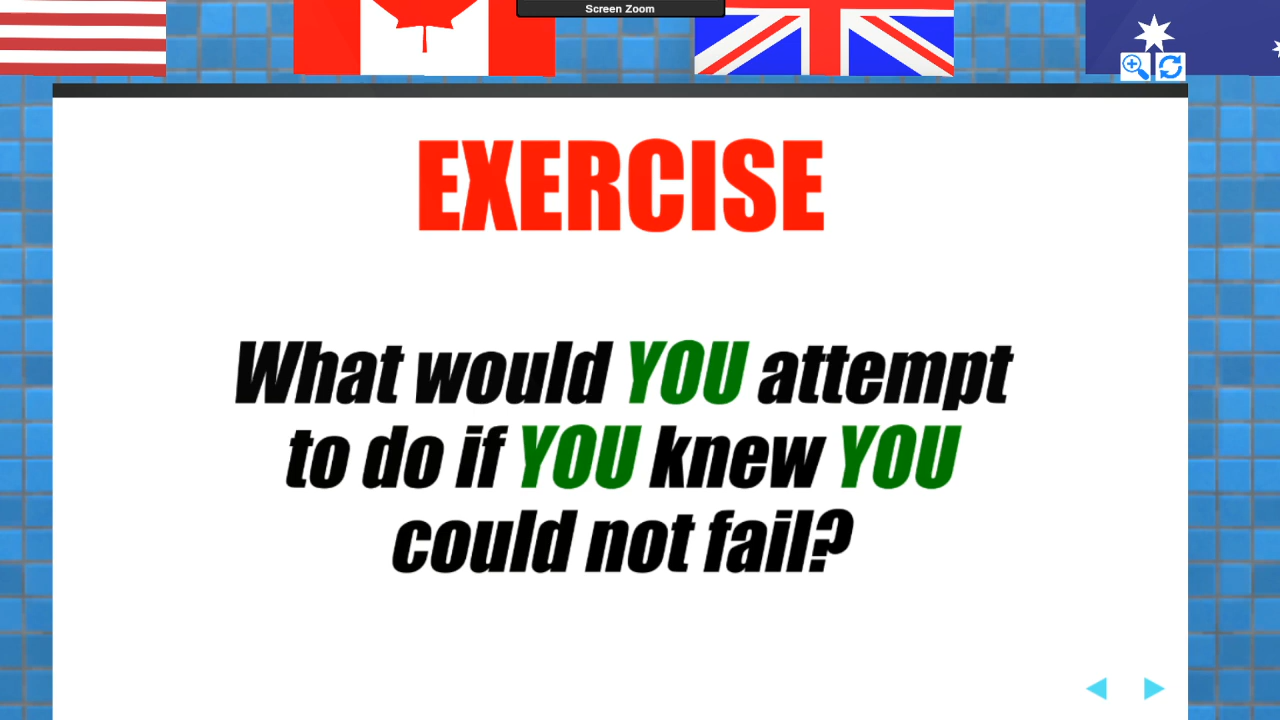 Screen Zoom
EXERCISE
What would YOU attempt
to do if YOU knew YOU
could not fail?